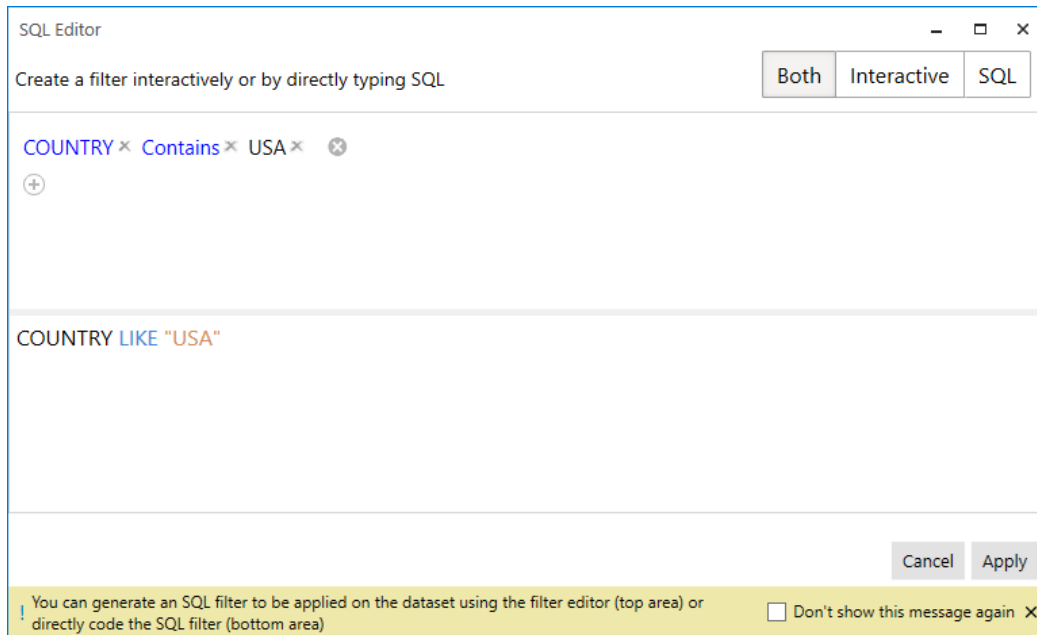 SQL Editor
Create a filter interactively or by directly typing SQL
Both Interactive SQL
COUNTRY Contains USA
COUNTRY LIKE "USA"
Cancel Apply
! You can generate an SQL filter to be applied on the dataset using the filter editor (top area) or
directly code the SQL filter (bottom area)
Don't show this message again